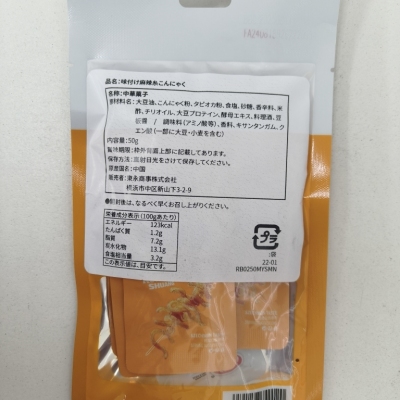 品名：味付け麻辣糸こんにゃく
名称：中華菓子
原材料名：大豆油、こんにゃく粉、タピオカ粉、食塩、砂糖、香辛料、米
酢、チリオイル、大豆プロテイン、酵母エキス、料理酒、豆
板醤 / 調味料（アミノ酸等）、香料、キサンタンガム、ク
エン酸（一部に大豆・小麦を含む）
内容量：50g
賞味期限：枠外背面上部に記載してあります。
保存方法：直射日光をさけて保存してください。
原産国名：中国
販売者：東永商事株式会社
横浜市中区新山下3-2-9
●開封後は、なるべく早くお召し上がりください。
栄養成分表示（100gあたり）
エネルギー 123kcal
たんぱく質 1.2g
脂質 7.2g
炭水化物 13.1g
食塩相当量 3.2g
この表示値は、目安です。
プラ
:袋
22-01
RB0250MYSMN